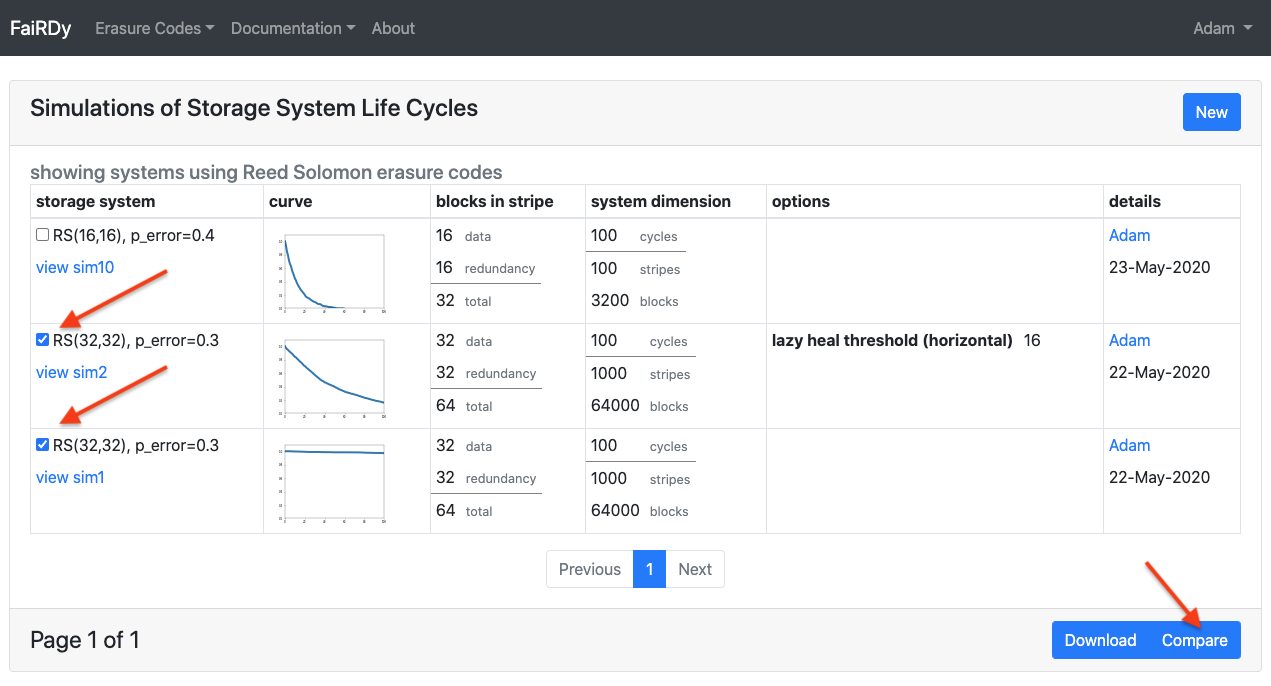 FaiRDy Erasure Codes Documentation About Adam
Simulations of Storage System Life Cycles
New
showing systems using Reed Solomon erasure codes
storage system curve blocks in stripe system dimension options details
RS(16,16), p_error=0.4 16 data 100 cycles Adam
view sim10 16 redundancy 100 stripes 23-May-2020
32 total 3200 blocks
RS(32,32), p_error=0.3 32 data 100 cycles lazy heal threshold (horizontal) 16 Adam
view sim2 32 redundancy 1000 stripes 22-May-2020
64 total 64000 blocks
RS(32,32), p_error=0.3 32 data 100 cycles Adam
view sim1 32 redundancy 1000 stripes 22-May-2020
64 total 64000 blocks
Previous 1 Next
Page 1 of 1 Download Compare